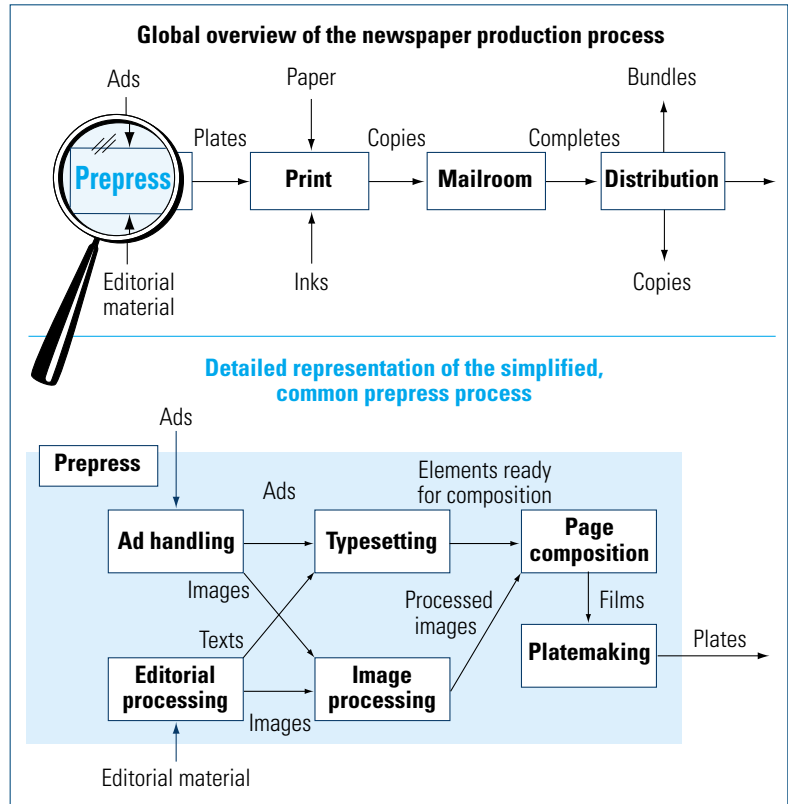 Global overview of the newspaper production process
Ads
Paper
Bundles
Plates
Copies
Completes
Prepress
Print
Mailroom
Distribution
Editorial
material
Inks
Copies
Detailed representation of the simplified,
common prepress process
Ads
Prepress
Ads
Elements ready
for composition
Ad handling
Typesetting
Page
composition
Images
Processed
images
Films
Texts
Plates
Editorial
processing
Image
processing
Platemaking
Images
Editorial material